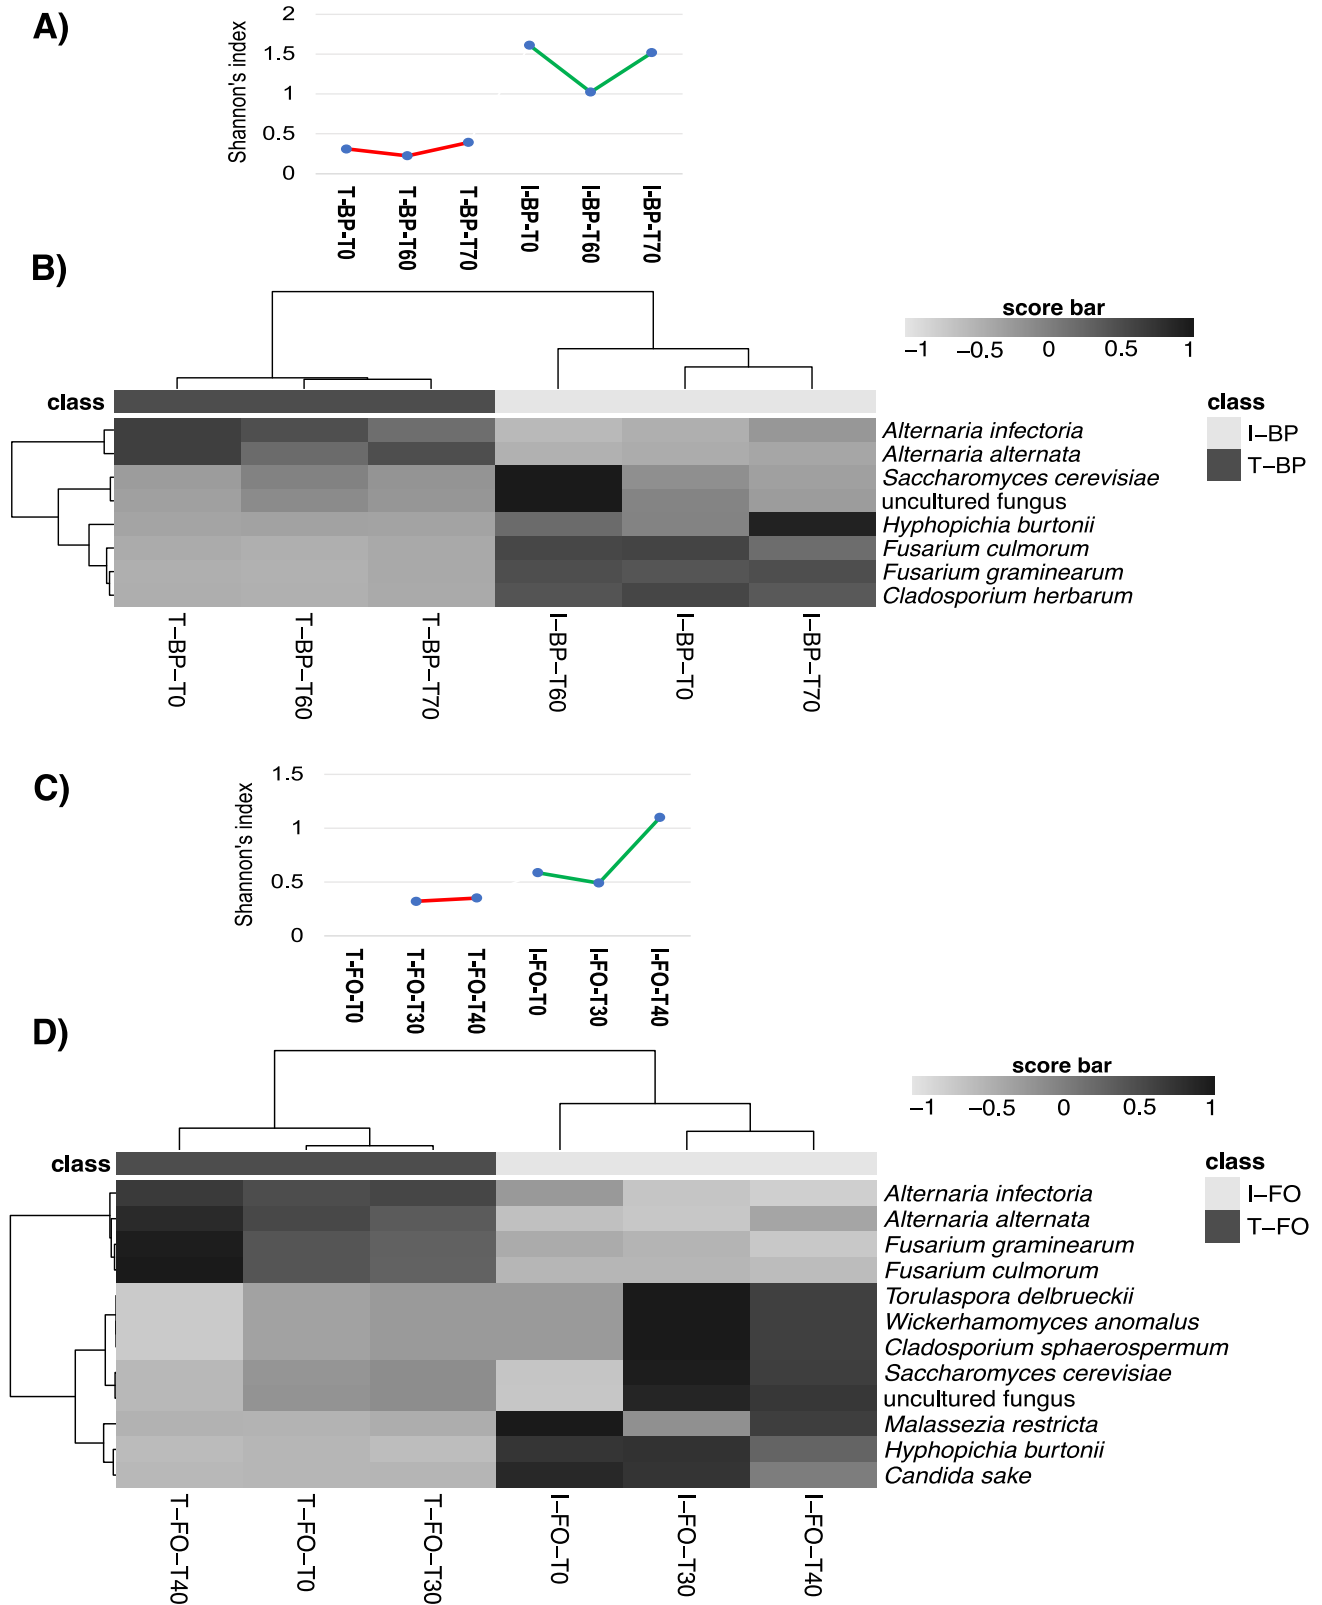 A)
Shannon's index
2
1.5
1
0.5
0
T-BP-T0
T-BP-T60
T-BP-T70
I-BP-T0
I-BP-T60
I-BP-T70
B)
score bar
−1 −0.5 0 0.5 1
class
class
I−BP
T−BP
Alternaria infectoria
Alternaria alternata
Saccharomyces cerevisiae
uncultured fungus
Hyphopichia burtonii
Fusarium culmorum
Fusarium graminearum
Cladosporium herbarum
T−BP−T0
T−BP−T60
T−BP−T70
I−BP−T60
I−BP−T0
I−BP−T70
C)
Shannon's index
1.5
1
0.5
0
T-FO-T0
T-FO-T30
T-FO-T40
I-FO-T0
I-FO-T30
I-FO-T40
D)
score bar
−1 −0.5 0 0.5 1
class
class
I−FO
T−FO
Alternaria infectoria
Alternaria alternata
Fusarium graminearum
Fusarium culmorum
Torulaspora delbrueckii
Wickerhamomyces anomalus
Cladosporium sphaerospermum
Saccharomyces cerevisiae
uncultured fungus
Malassezia restricta
Hyphopichia burtonii
Candida sake
T−FO−T40
T−FO−T0
T−FO−T30
I−FO−T0
I−FO−T30
I−FO−T40